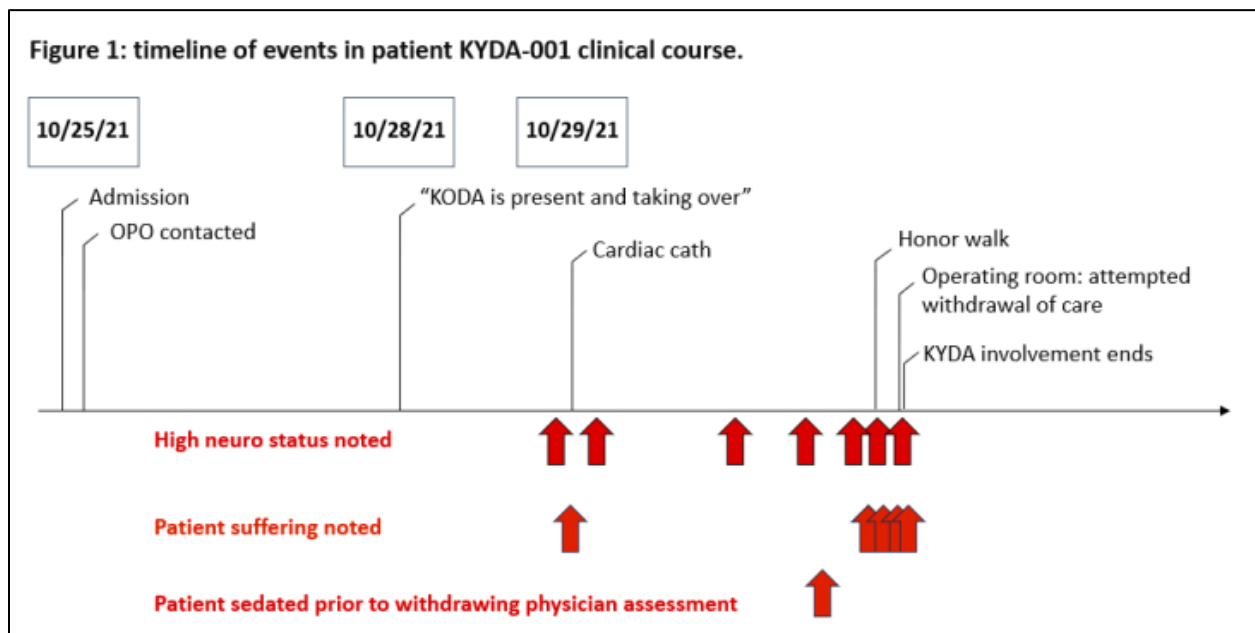 Figure 1: timeline of events in patient KYDA-001 clinical course.
10/25/21
10/28/21
10/29/21
Admission
OPO contacted
“KODA is present and taking over”
Cardiac cath
Honor walk
Operating room: attempted
withdrawal of care
KYDA involvement ends
High neuro status noted
Patient suffering noted
Patient sedated prior to withdrawing physician assessment